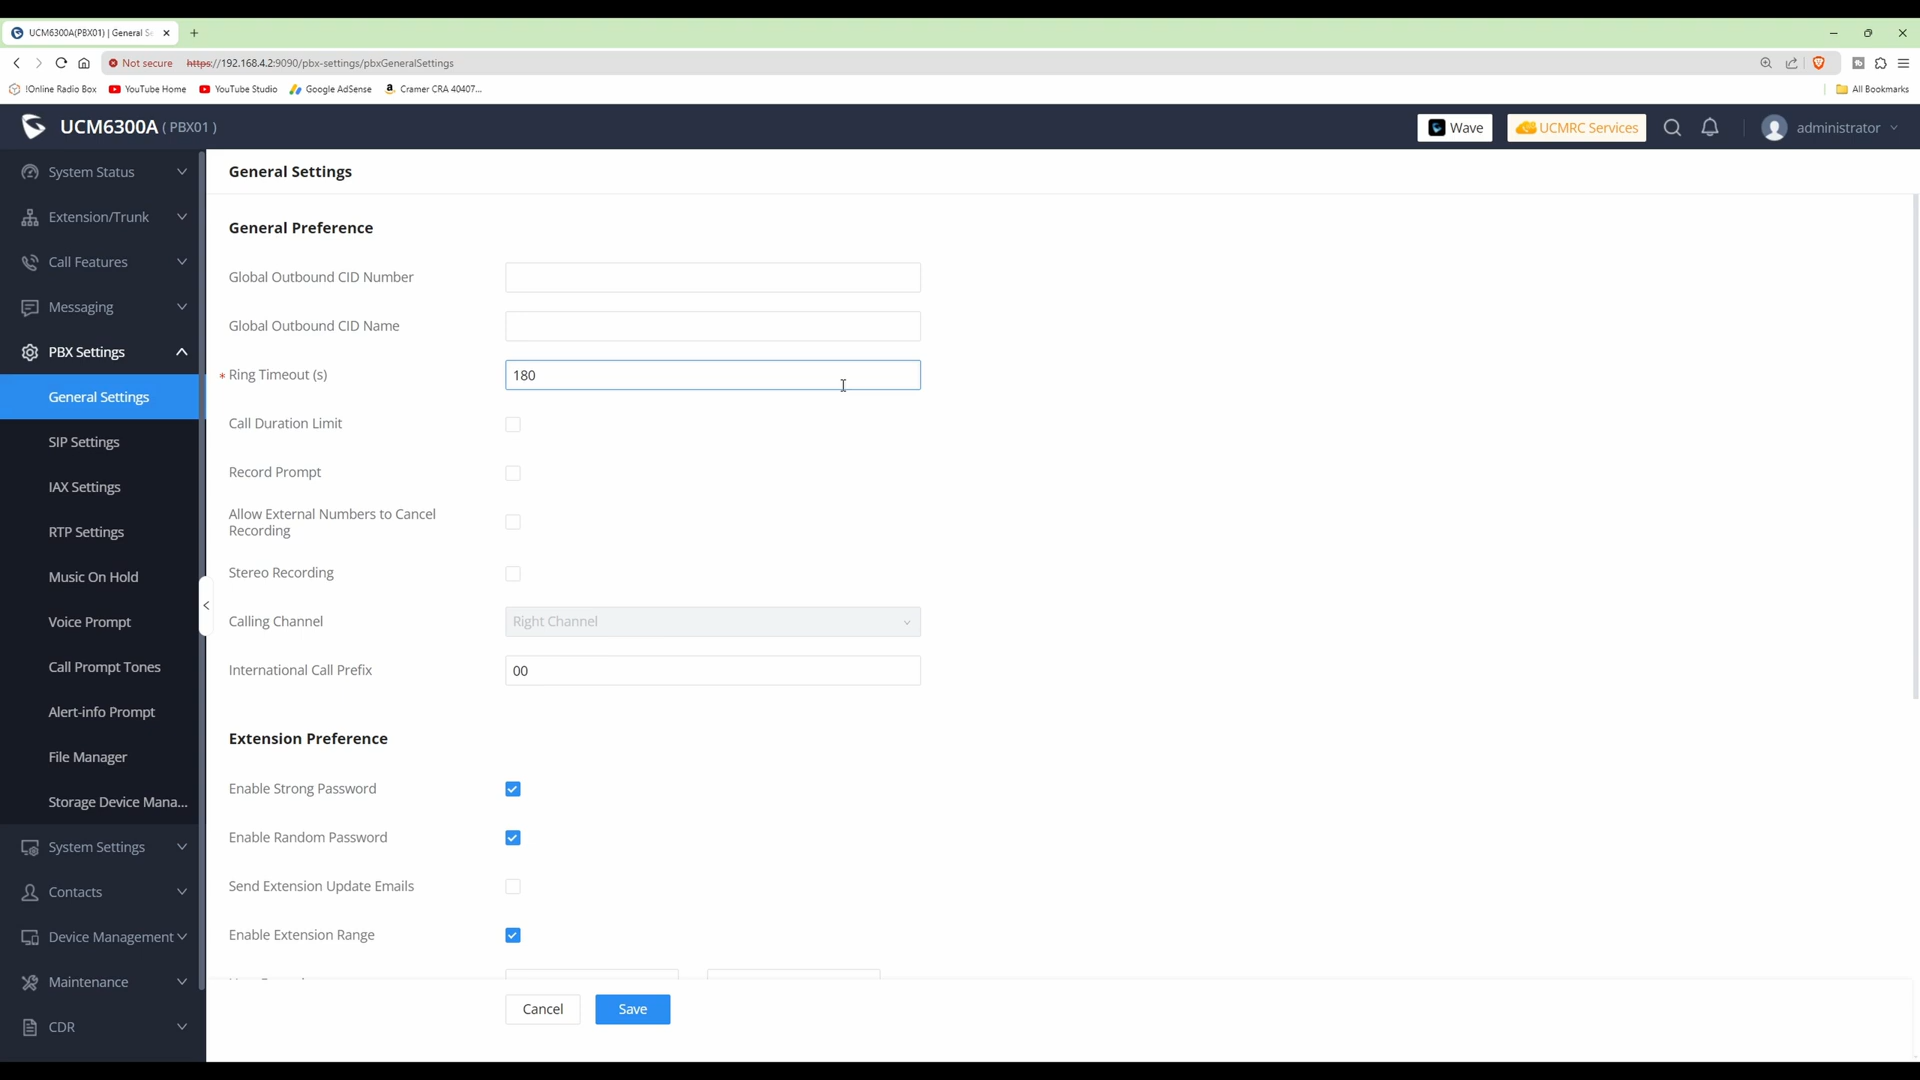 UCM6300A(PBX01) | General S
Not secure https://192.168.4.2:9090/pbx-settings/pbxGeneralSettings
!Online Radio Box YouTube Home YouTube Studio Google AdSense Cramer CRA 40407... All Bookmarks
UCM6300A ( PBX01 ) Wave UCMRC Services administrator
System Status
Extension/Trunk
Call Features
Messaging
PBX Settings
General Settings
SIP Settings
IAX Settings
RTP Settings
Music On Hold
Voice Prompt
Call Prompt Tones
Alert-info Prompt
File Manager
Storage Device Mana...
System Settings
Contacts
Device Management
Maintenance
CDR
General Settings
General Preference
Global Outbound CID Number
Global Outbound CID Name
* Ring Timeout (s) 180
Call Duration Limit
Record Prompt
Allow External Numbers to Cancel
Recording
Stereo Recording
Calling Channel Right Channel
International Call Prefix 00
Extension Preference
Enable Strong Password
Enable Random Password
Send Extension Update Emails
Enable Extension Range
Cancel Save